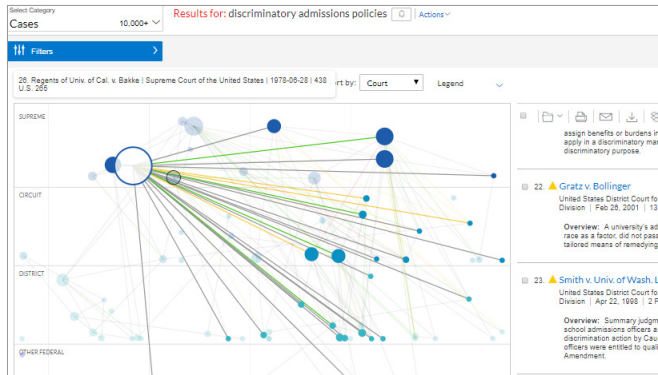 Select Category
Cases 10,000+
Results for: discriminatory admissions policies
Actions
Filters
26. Regents of Univ. of Cal. v. Bakke | Supreme Court of the United States | 1978-06-28 | 438
U.S. 265
rt by: Court
Legend
SUPREME
CIRCUIT
DISTRICT
OTHER FEDERAL
assign benefits or burdens in
apply in a discriminatory man
discriminatory purpose.
22. Gratz v. Bollinger
United States District Court fo
Division | Feb 26, 2001 | 13
Overview: A university's ad
race as a factor, did not pass
tailored means of remedying
23. Smith v. Univ. of Wash. L
United States District Court fo
Division | Apr 22, 1998 | 2 F
Overview: Summary judgm
school admissions officers a
discrimination action by Cau
officers were entitled to quali
Amendment.